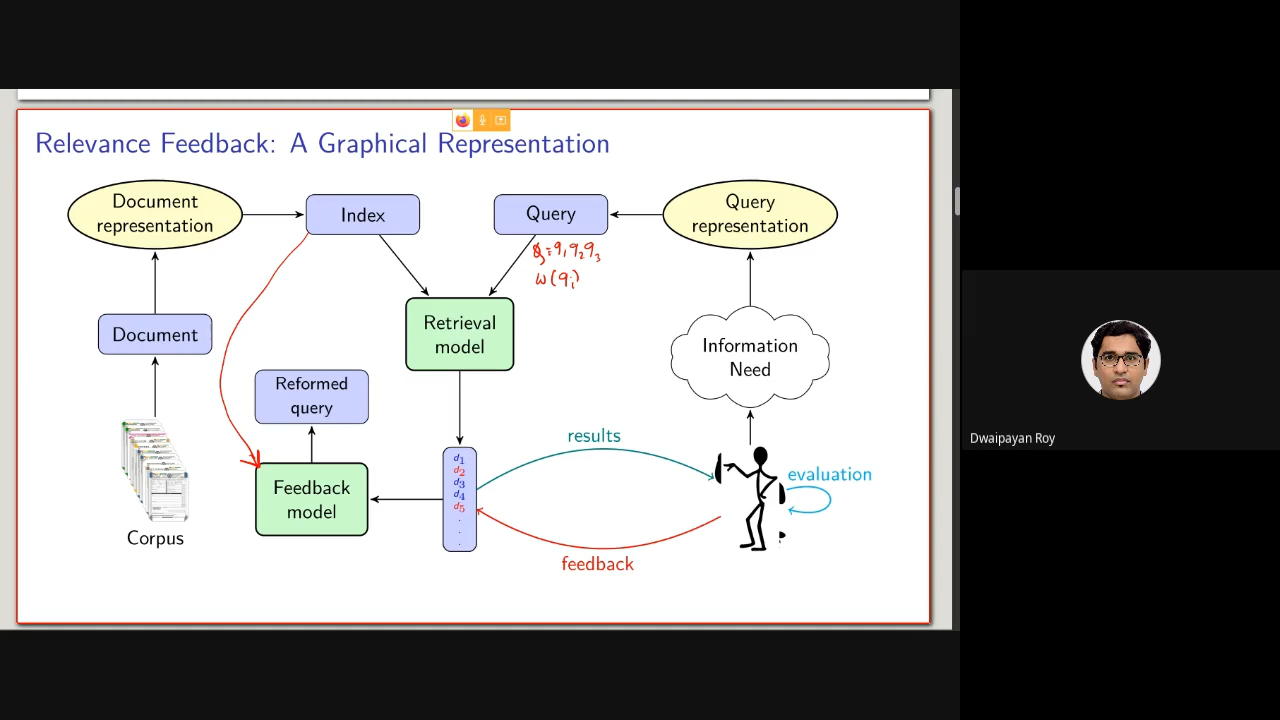 Relevance Feedback: A Graphical Representation
Document
representation
Index
Query
Query
representation
Q = q1 q2 q3
w(qi)
Document
Retrieval
model
Information
Need
Reformed
query
results
d1
d2
d3
d4
d5
.
.
.
evaluation
Feedback
model
Corpus
feedback
Dwaipayan Roy